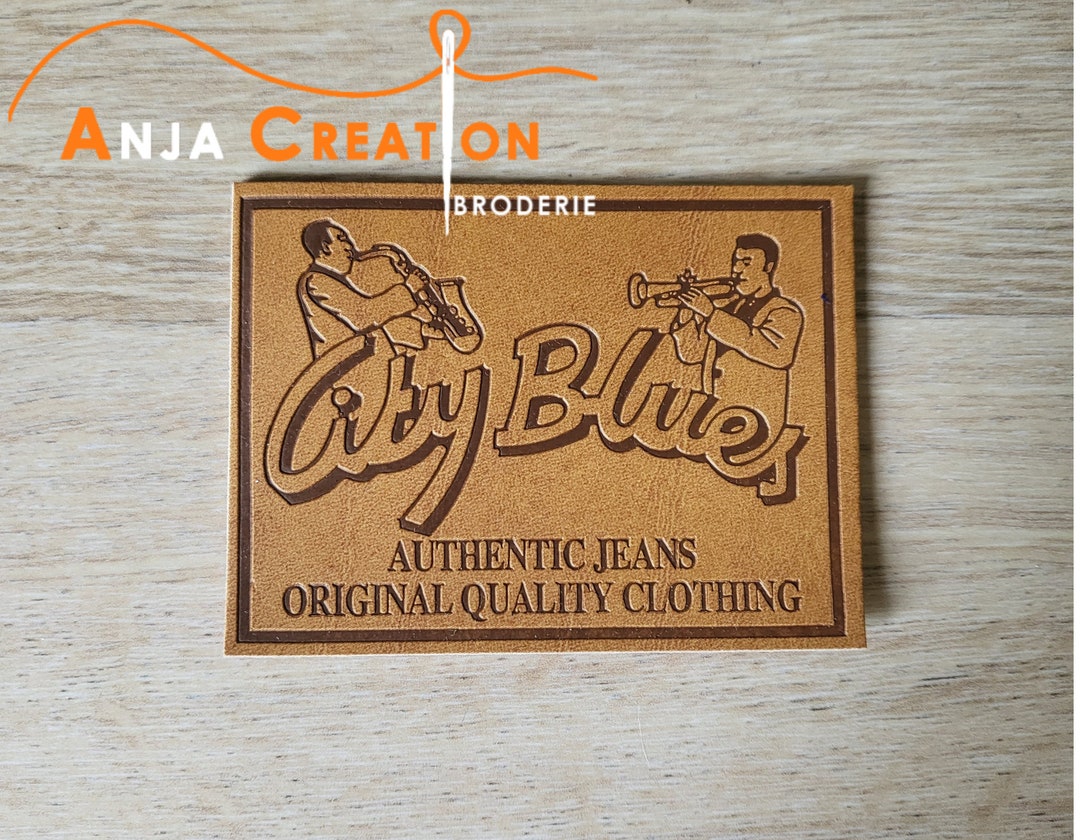 ANJA CREATION
BRODERIE
City Blues
AUTHENTIC JEANS
ORIGINAL QUALITY CLOTHING